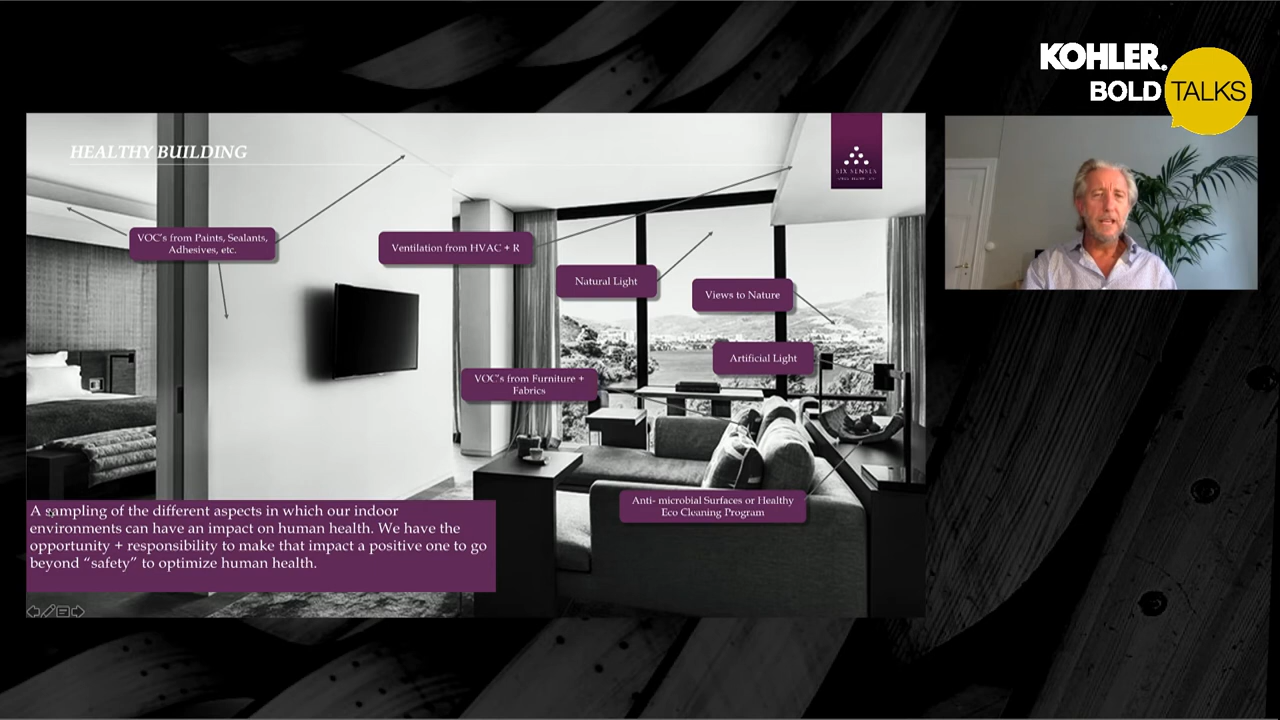 KOHLER.
BOLD TALKS
HEALTHY BUILDING
SIX SENSES
VOC's from Paints, Sealants,
Adhesives, etc.
Ventilation from HVAC + R
Natural Light
Views to Nature
Artificial Light
VOC's from Furniture +
Fabrics
Anti- microbial Surfaces or Healthy
Eco Cleaning Program
A sampling of the different aspects in which our indoor
environments can have an impact on human health. We have the
opportunity + responsibility to make that impact a positive one to go
beyond “safety” to optimize human health.